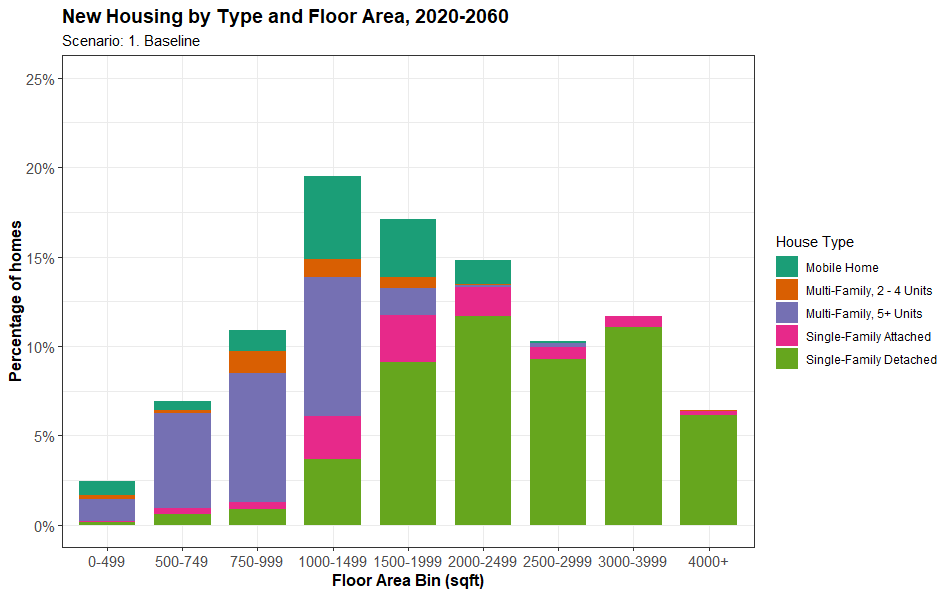 New Housing by Type and Floor Area, 2020-2060
Scenario: 1. Baseline
Percentage of homes
25%
20%
15%
10%
5%
0%
0-499
500-749
750-999
1000-1499
1500-1999
2000-2499
2500-2999
3000-3999
4000+
Floor Area Bin (sqft)
House Type
Mobile Home
Multi-Family, 2 - 4 Units
Multi-Family, 5+ Units
Single-Family Attached
Single-Family Detached